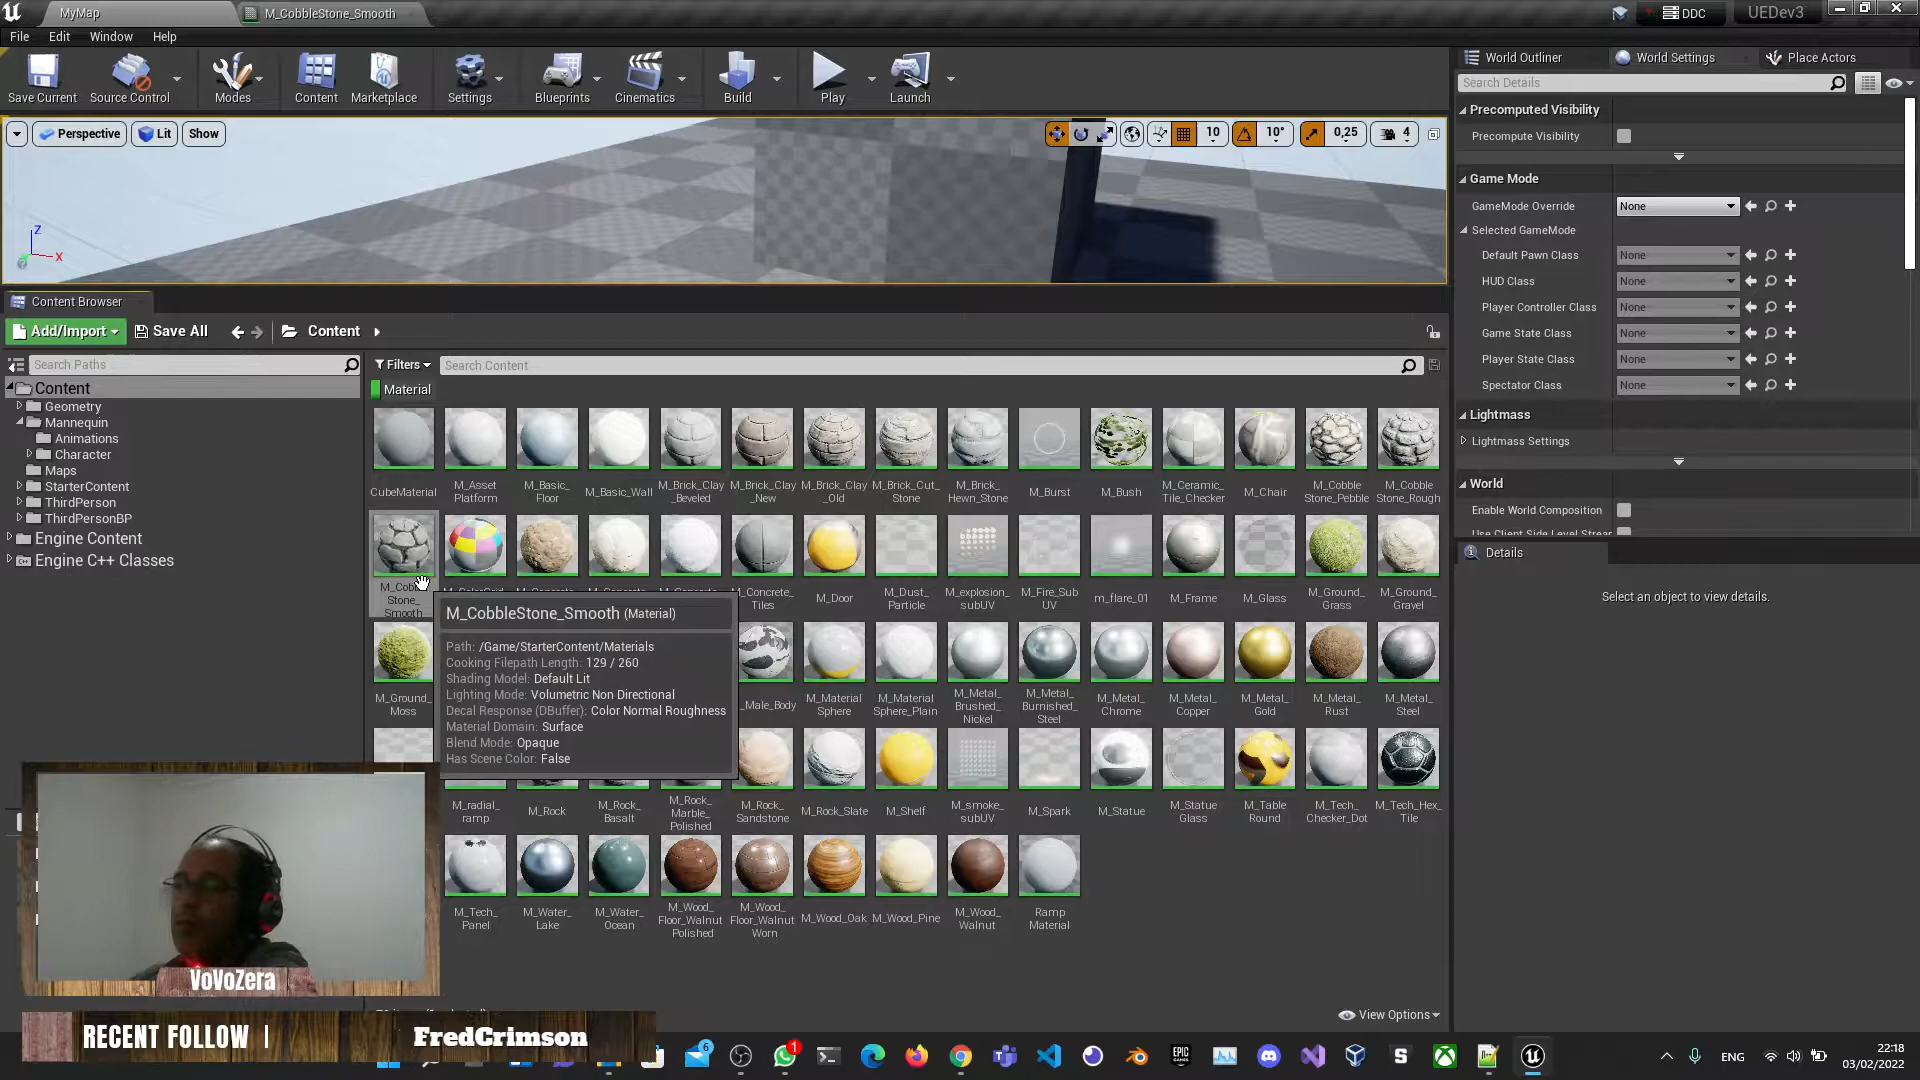 MyMap
M_CobbleStone_Smooth
DDC
UEDev3
File Edit Window Help
Save Current
Source Control
Modes
Content
Marketplace
Settings
Blueprints
Cinematics
Build
Play
Launch
Perspective
Lit
Show
10
10°
0,25
4
Z
X
World Outliner
World Settings
Place Actors
Search Details
Precomputed Visibility
Precompute Visibility
Game Mode
GameMode Override
None
Selected GameMode
Default Pawn Class
None
HUD Class
None
Player Controller Class
None
Game State Class
None
Player State Class
None
Spectator Class
None
Lightmass
Lightmass Settings
World
Enable World Composition
Use Client Side Level Stream
Details
Select an object to view details.
Content Browser
Add/Import
Save All
Content
Search Paths
Content
Geometry
Mannequin
Animations
Character
Maps
StarterContent
ThirdPerson
ThirdPersonBP
Engine Content
Engine C++ Classes
Filters
Search Content
Material
CubeMaterial
M_Asset
Platform
M_Basic_
Floor
M_Basic_Wall
M_Brick_Clay
_Beveled
M_Brick_Clay
_New
M_Brick_Clay
_Old
M_Brick_Cut_
Stone
M_Brick_
Hewn_Stone
M_Burst
M_Bush
M_Ceramic_
Tile_Checker
M_Chair
M_Cobble
Stone_Pebble
M_Cobble
Stone_Rough
Stone_
Smooth
M_Concrete_
Tiles
M_Door
M_Dust_
Particle
M_explosion_
subUV
M_Fire_Sub
UV
m_flare_01
M_Frame
M_Glass
M_Ground_
Grass
M_Ground_
Gravel
M_CobbleStone_Smooth (Material)
Path: /Game/StarterContent/Materials
Cooking Filepath Length: 129 / 260
Shading Model: Default Lit
Lighting Mode: Volumetric Non Directional
Decal Response (DBuffer): Color Normal Roughness
Material Domain: Surface
Blend Mode: Opaque
Has Scene Color: False
M_Ground_
Moss
_Male_Body
M_Material
Sphere
M_Material
Sphere_Plain
M_Metal_
Brushed_
Nickel
M_Metal_
Burnished_
Steel
M_Metal_
Chrome
M_Metal_
Copper
M_Metal_
Gold
M_Metal_
Rust
M_Metal_
Steel
M_radial_
ramp
M_Rock
M_Rock_
Basalt
M_Rock_
Marble_
Polished
M_Rock_
Sandstone
M_Rock_Slate
M_Shelf
M_smoke_
subUV
M_Spark
M_Statue
M_Statue
Glass
M_Table
Round
M_Tech_
Checker_Dot
M_Tech_Hex_
Tile
M_Tech_
Panel
M_Water_
Lake
M_Water_
Ocean
M_Wood_
Floor_Walnut
Polished
M_Wood_
Floor_Walnut
Worn
M_Wood_Oak
M_Wood_Pine
M_Wood_
Walnut
Ramp
Material
View Options
VoVoZera
RECENT FOLLOW |
FredCrimson
6
1
EPIC
GAMES
S
ENG
22:18
03/02/2022